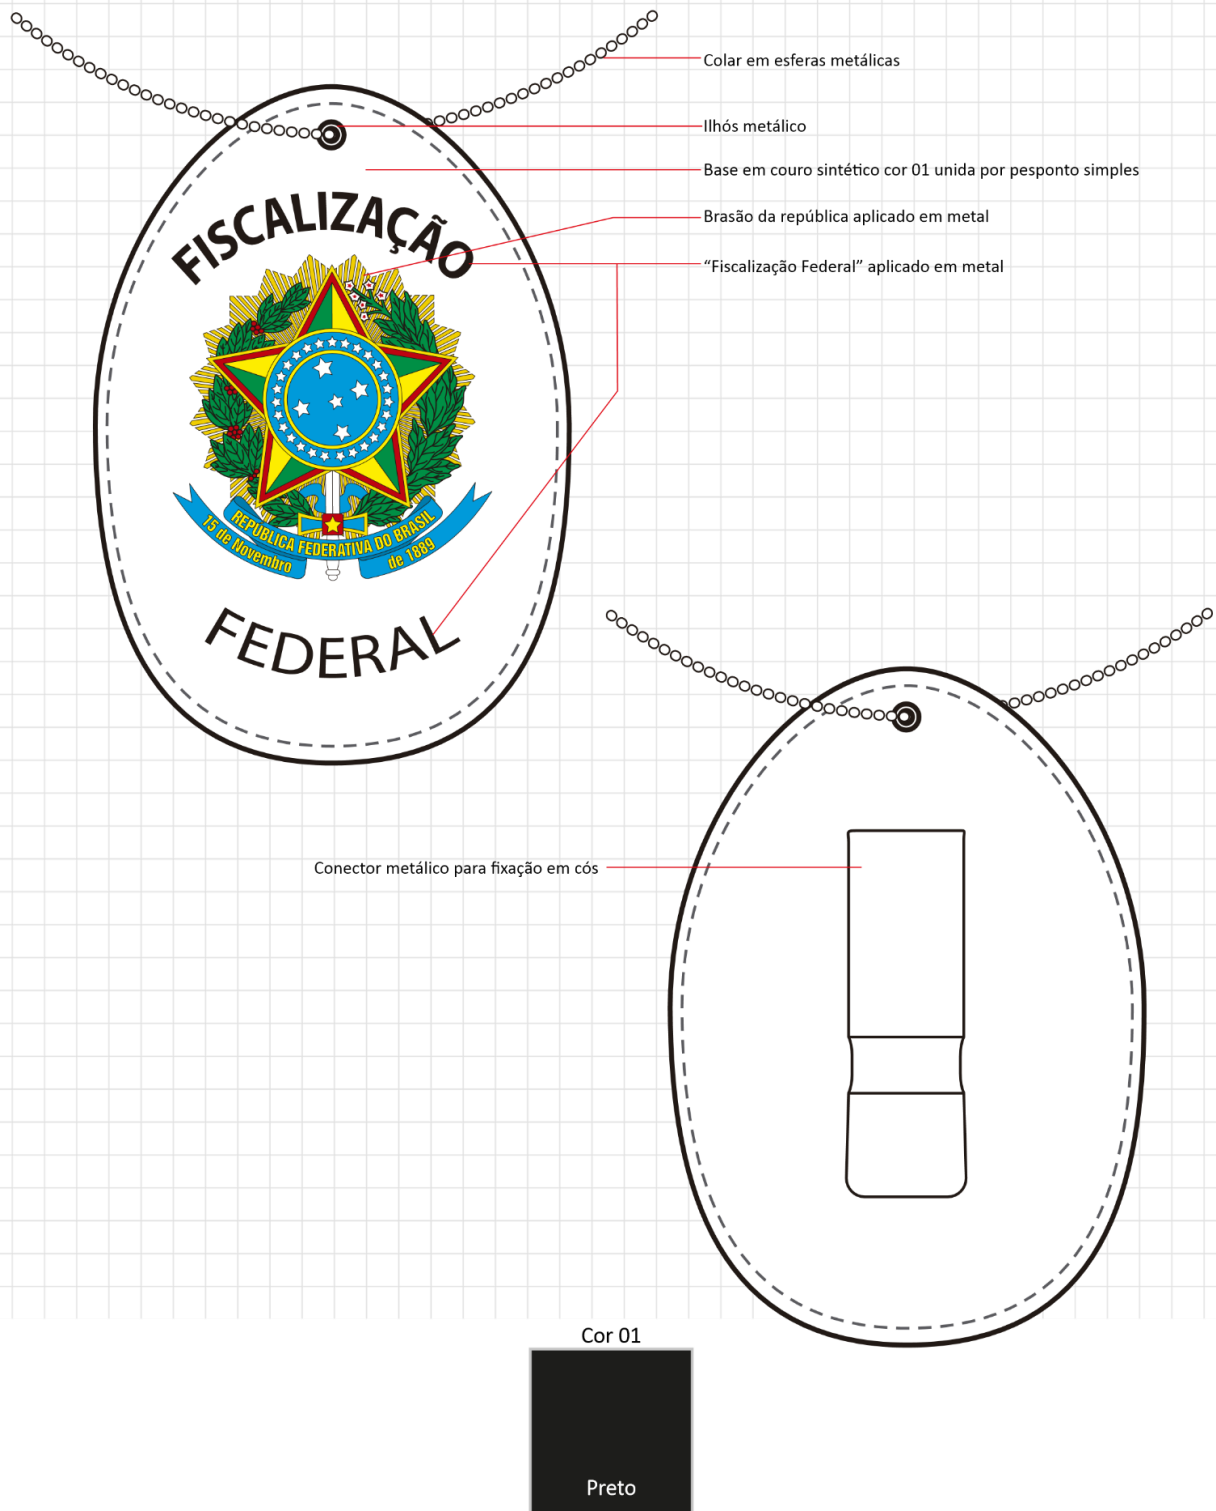 Colar em esferas metálicas
Ilhós metálico
Base em couro sintético cor 01 unida por pesponto simples
Brasão da república aplicado em metal
“Fiscalização Federal” aplicado em metal
FISCALIZAÇÃO
REPÚBLICA FEDERATIVA DO BRASIL
15 de Novembro
de 1889
FEDERAL
Conector metálico para fixação em cós
Cor 01
Preto